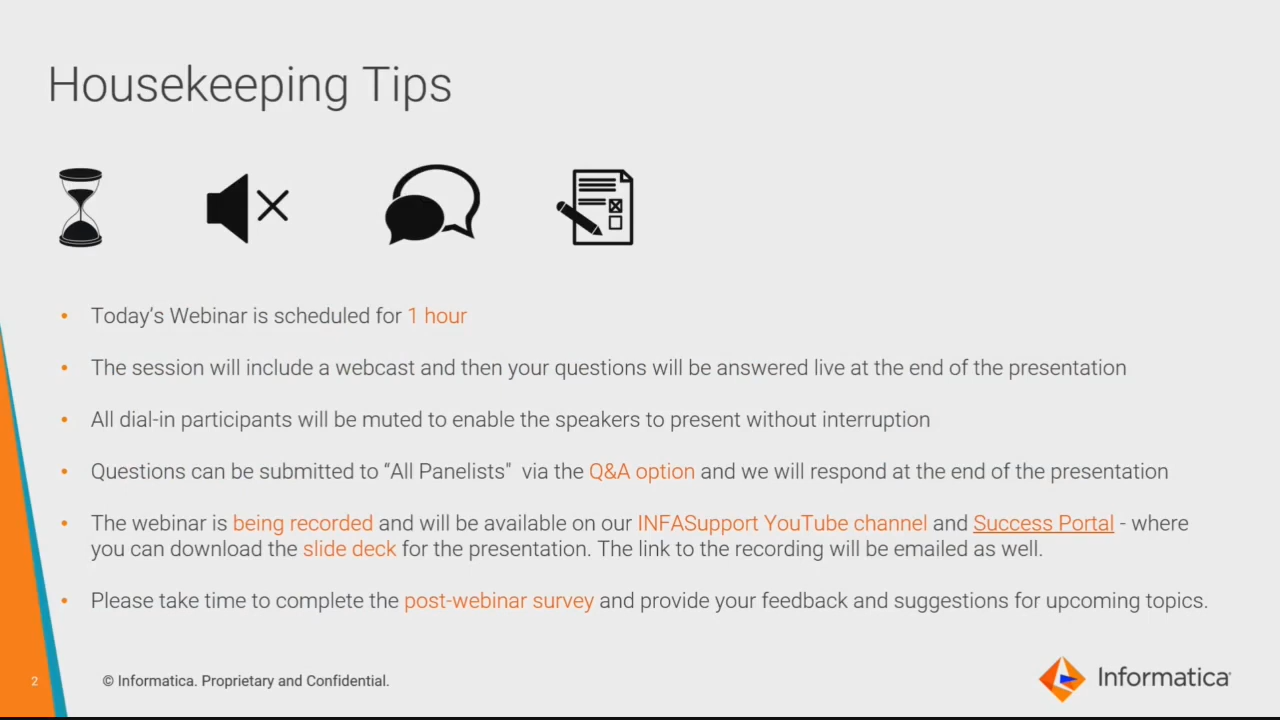 Housekeeping Tips
• Today’s Webinar is scheduled for 1 hour
• The session will include a webcast and then your questions will be answered live at the end of the presentation
• All dial-in participants will be muted to enable the speakers to present without interruption
• Questions can be submitted to “All Panelists"  via the Q&A option and we will respond at the end of the presentation
• The webinar is being recorded and will be available on our INFASupport YouTube channel and Success Portal - where
you can download the slide deck for the presentation. The link to the recording will be emailed as well.
• Please take time to complete the post-webinar survey and provide your feedback and suggestions for upcoming topics.
2
© Informatica. Proprietary and Confidential.
Informatica